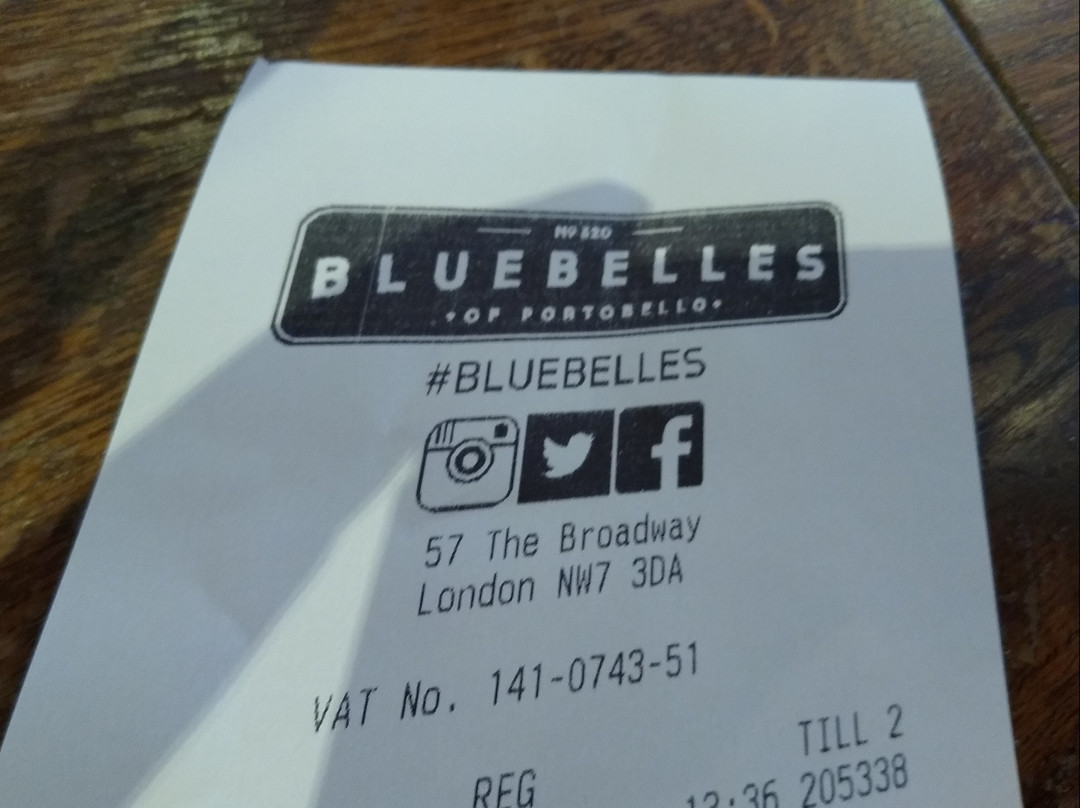 Nº 320
BLUEBELLES
•OF PORTOBELLO•
#BLUEBELLES
57 The Broadway
London NW7 3DA
VAT No. 141-0743-51
TILL 2
REG
205338